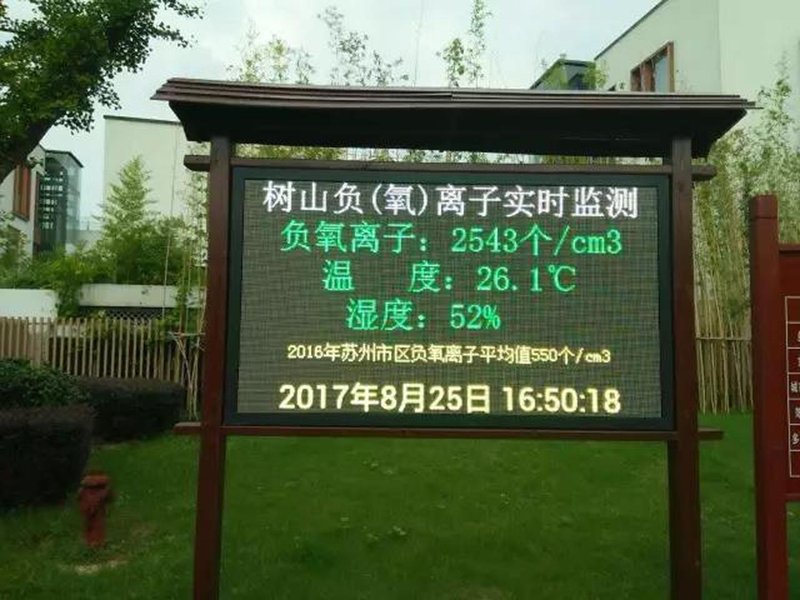 树山负(氧)离子实时监测
负氧离子：2543个/cm3
温　度：26.1℃
湿度：52%
2016年苏州市区负氧离子平均值550个/cm3
2017年8月25日 16:50:18